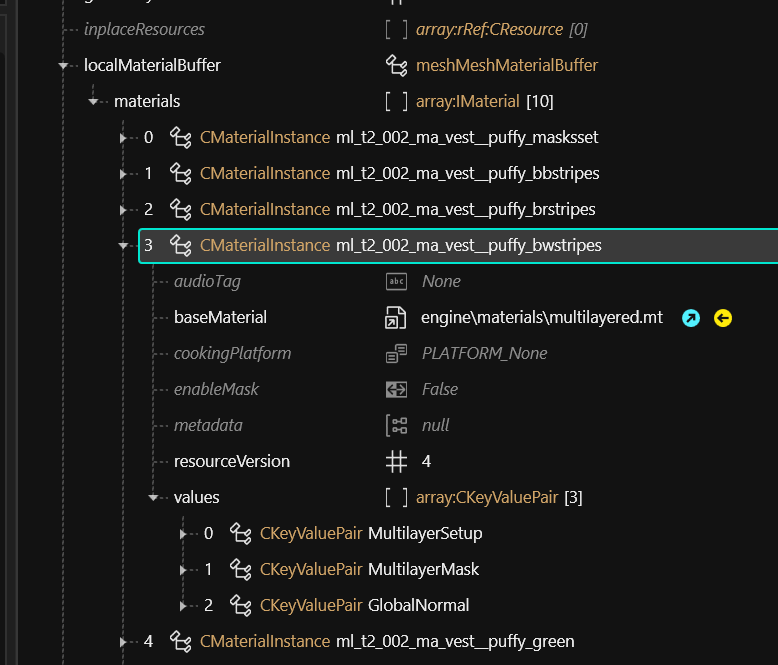 inplaceResources [ ] array:rRef:CResource [0]
localMaterialBuffer meshMeshMaterialBuffer
materials [ ] array:IMaterial [10]
0 CMaterialInstance ml_t2_002_ma_vest__puffy_masksset
1 CMaterialInstance ml_t2_002_ma_vest__puffy_bbstripes
2 CMaterialInstance ml_t2_002_ma_vest__puffy_brstripes
3 CMaterialInstance ml_t2_002_ma_vest__puffy_bwstripes
audioTag abc None
baseMaterial engine\materials\multilayered.mt
cookingPlatform PLATFORM_None
enableMask False
metadata null
resourceVersion 4
values [ ] array:CKeyValuePair [3]
0 CKeyValuePair MultilayerSetup
1 CKeyValuePair MultilayerMask
2 CKeyValuePair GlobalNormal
4 CMaterialInstance ml_t2_002_ma_vest__puffy_green